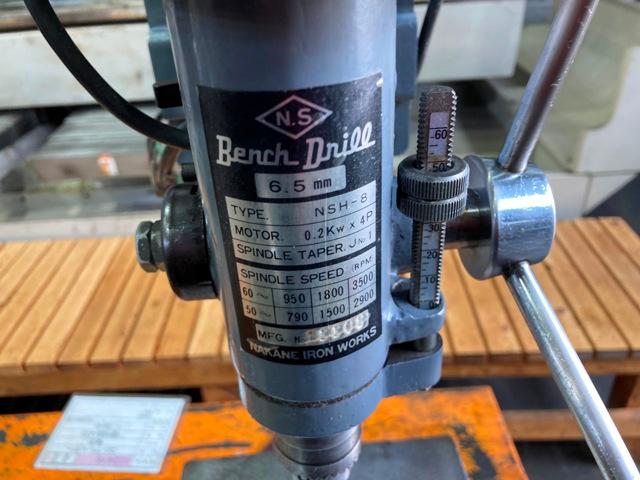 N.S.
Bench Drill
6.5 mm
TYPE. NSH-8
MOTOR. 0.2Kw x 4P
SPINDLE TAPER. J No.1
SPINDLE SPEED (RPM)
60 950 1800 3500
50 790 1500 2900
MFG.
NAKANE IRON WORKS
60
50
30
20
10
0